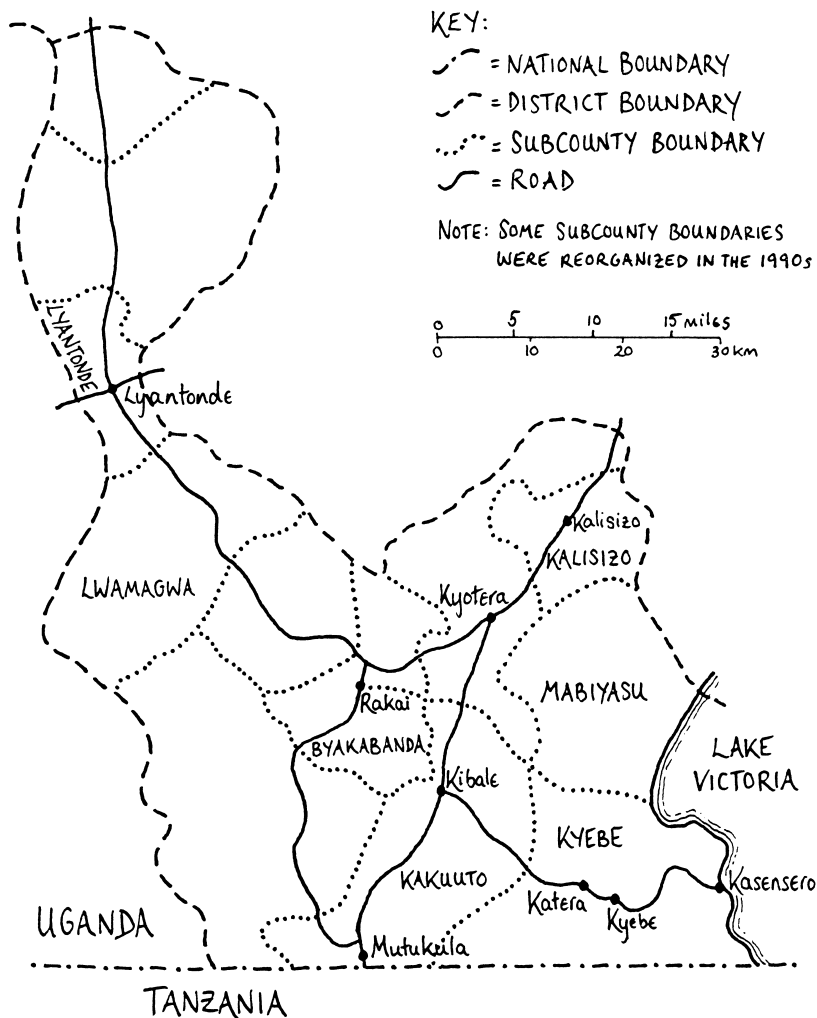 KEY:
= NATIONAL BOUNDARY
= DISTRICT BOUNDARY
= SUBCOUNTY BOUNDARY
= ROAD
NOTE: SOME SUBCOUNTY BOUNDARIES
WERE REORGANIZED IN THE 1990s
0 5 10 15 MILES
0 10 20 30 KM
LYANTONDE
Lyantonde
Kalisizo
KALISIZO
LWAMAGWA
Kyotera
MABIYASU
Rakai
BYAKABANDA
LAKE
VICTORIA
Kibale
KYEBE
KAKUUTO
Kasensero
Katera
Kyebe
UGANDA
Mutukula
TANZANIA